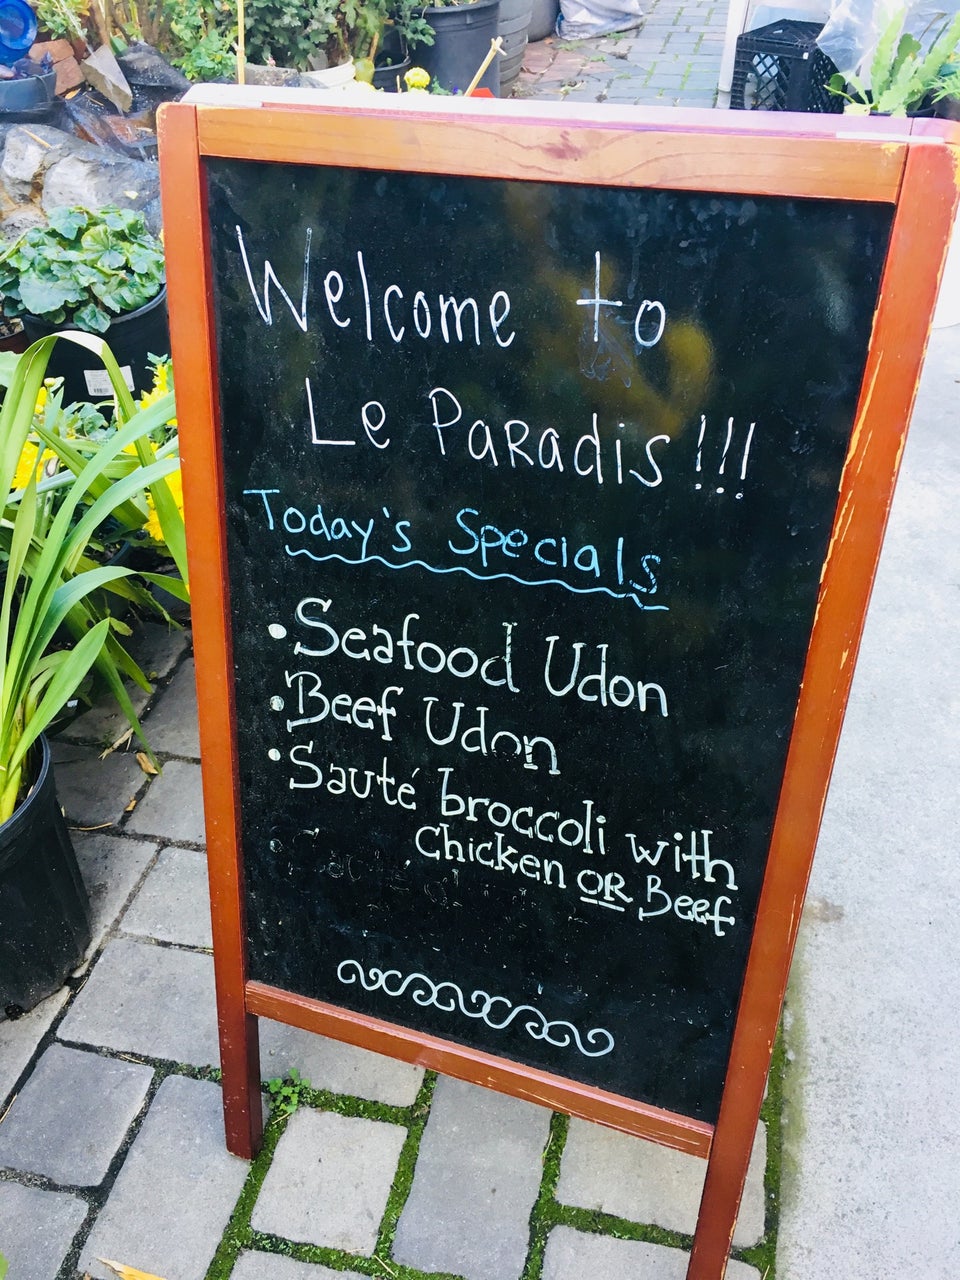 Welcome to
Le Paradis!!!
Today's Specials
• Seafood Udon
• Beef Udon
• Sauté broccoli with
Chicken OR Beef